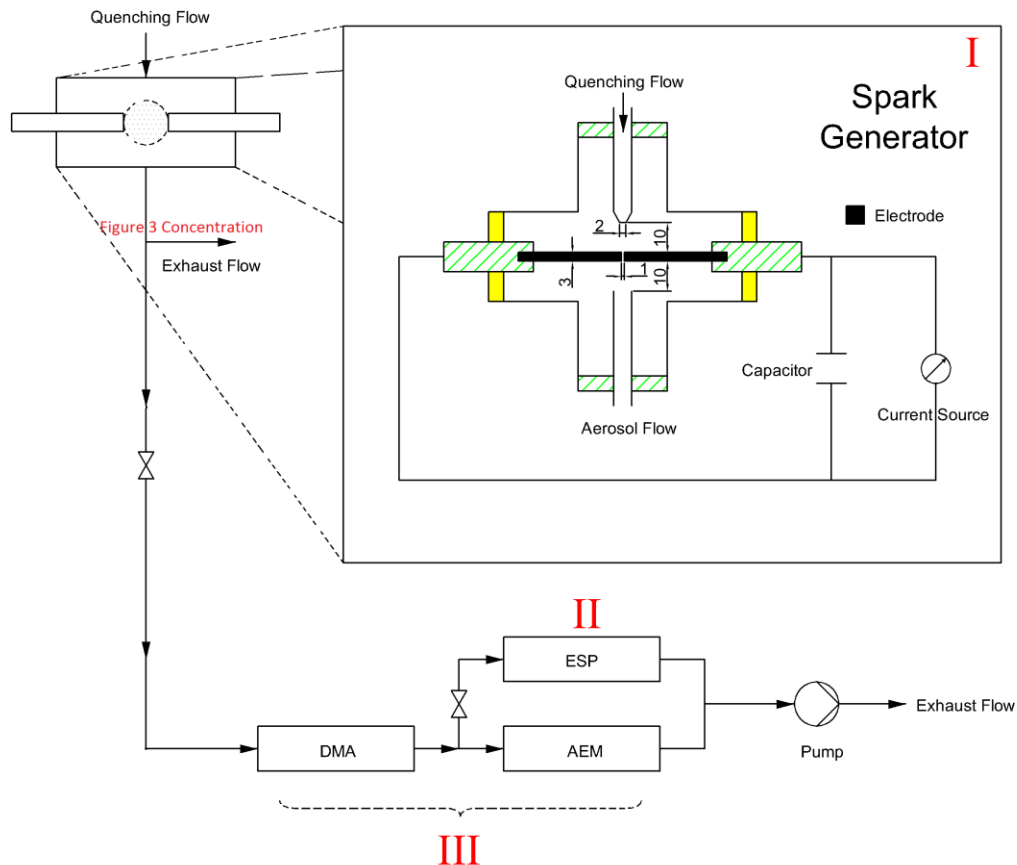 Quenching Flow
I
Quenching Flow
Spark
Generator
Electrode
2
10
Figure 3 Concentration
Exhaust Flow
3
1
10
Capacitor
Current Source
Aerosol Flow
II
ESP
Exhaust Flow
DMA
AEM
Pump
III